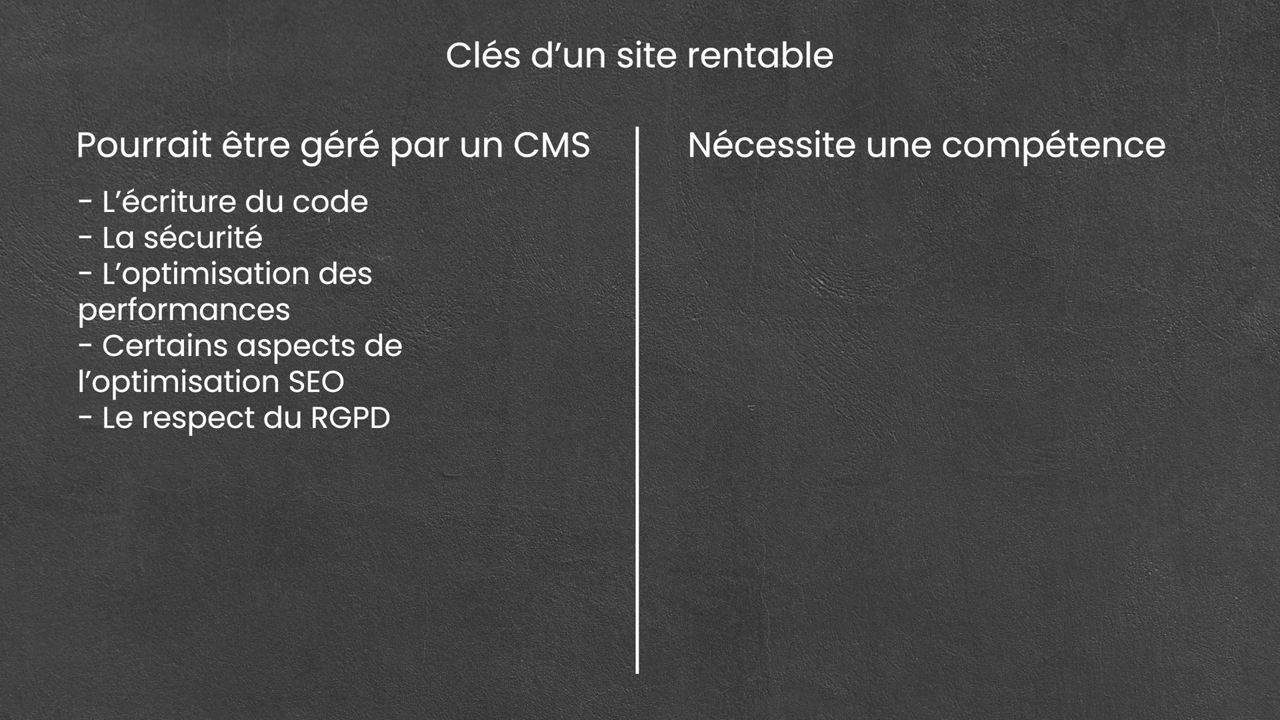 Clés d’un site rentable
Pourrait être géré par un CMS
- L’écriture du code
- La sécurité
- L’optimisation des
performances
- Certains aspects de
l’optimisation SEO
- Le respect du RGPD
Nécessite une compétence